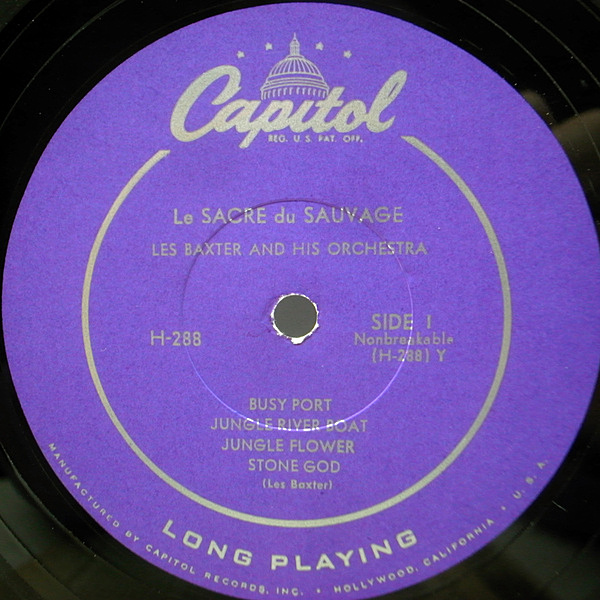 Capitol
REG. U.S. PAT. OFF.
Le SACRE du SAUVAGE
LES BAXTER AND HIS ORCHESTRA
H-288
SIDE 1
Nonbreakable
(H-288) Y
BUSY PORT
JUNGLE RIVER BOAT
JUNGLE FLOWER
STONE GOD
(Les Baxter)
LONG PLAYING
MANUFACTURED BY CAPITOL RECORDS, INC. • HOLLYWOOD, CALIFORNIA • U.S.A.